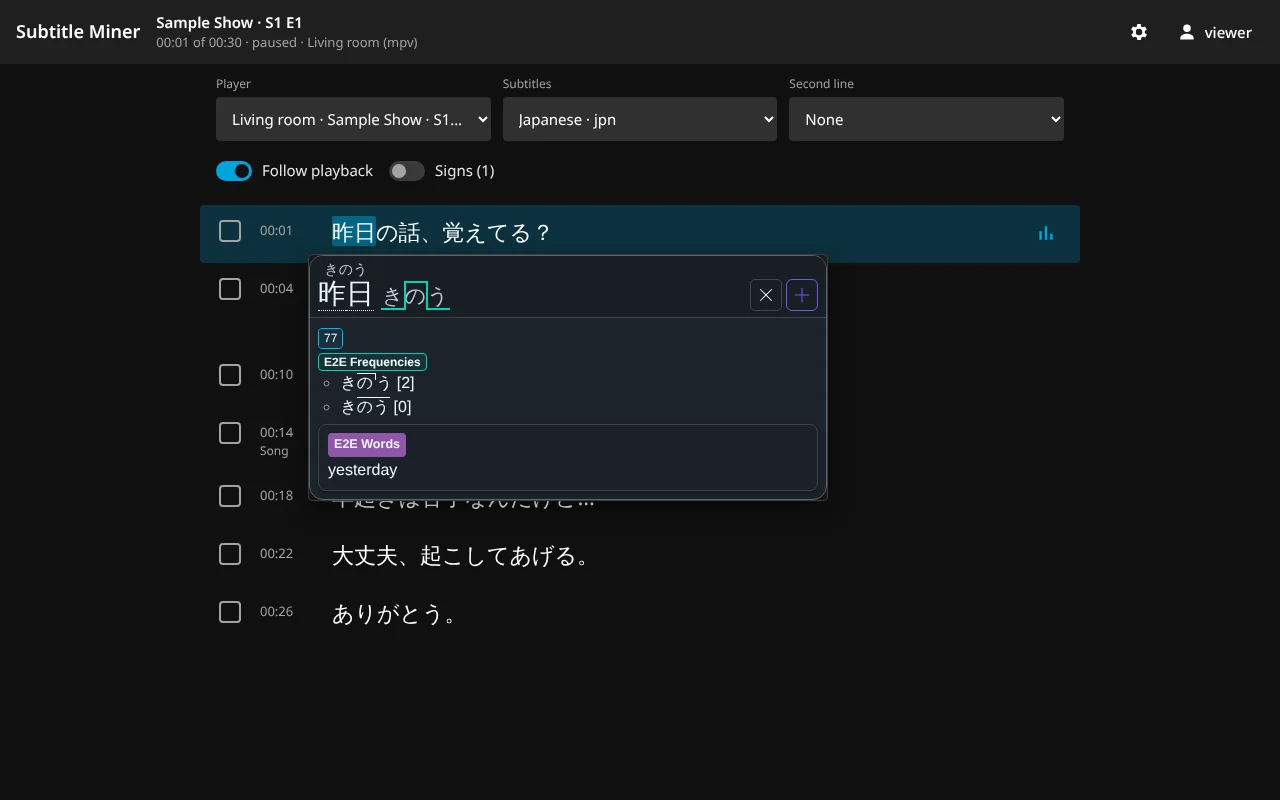 Subtitle Miner
Sample Show · S1 E1
00:01 of 00:30 · paused · Living room (mpv)
viewer
Player
Subtitles
Second line
Living room · Sample Show · S1...
Japanese · jpn
None
Follow playback
Signs (1)
00:01
昨日の話、覚えてる？
00:04
きのう
昨日 きのう
77
E2E Frequencies
きのう [2]
きのう [0]
E2E Words
yesterday
00:10
00:14
Song
00:18
00:22
大丈夫、起こしてあげる。
00:26
ありがとう。